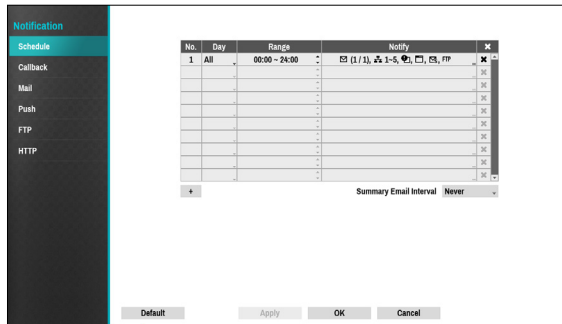 Notification
Schedule
Callback
Mail
Push
FTP
HTTP
No. Day Range Notify
1 All 00:00 ~ 24:00 (1 / 1), 1~5, , , , FTP
+ Summary Email Interval Never
Default Apply OK Cancel